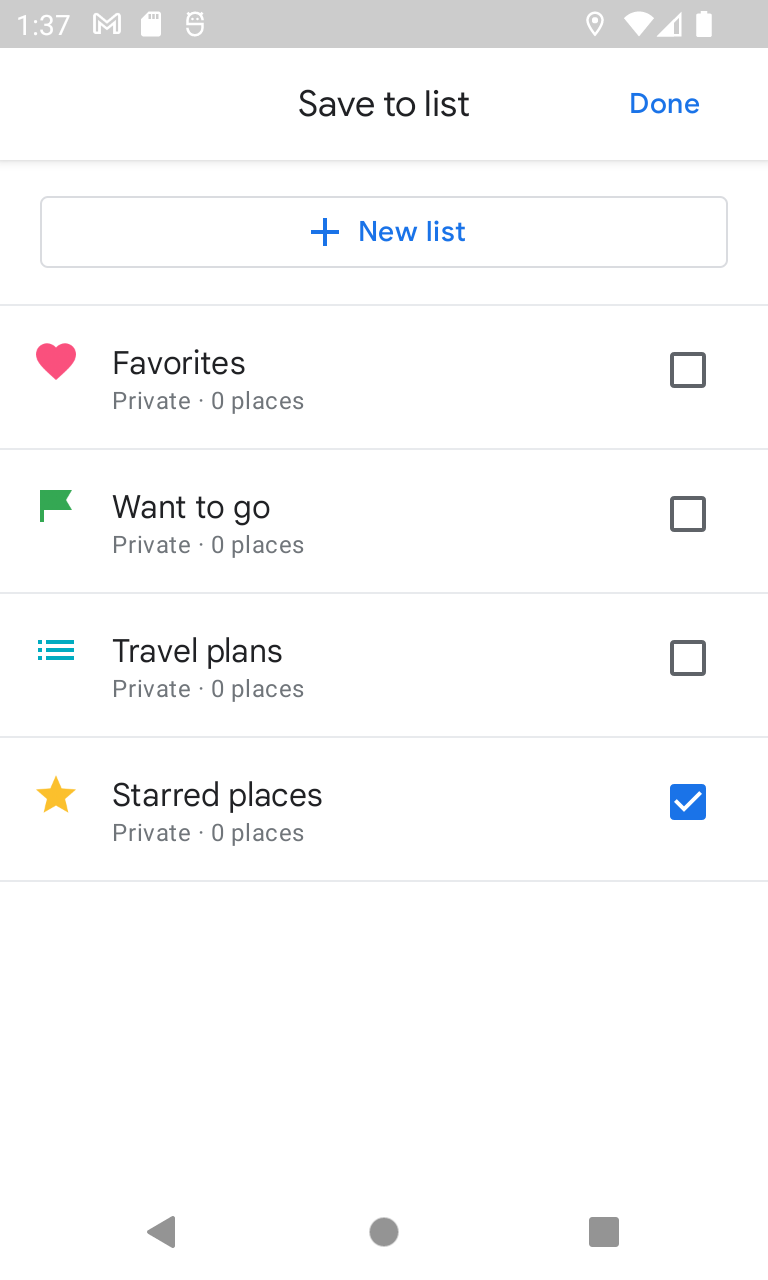 1:37
Save to list
Done
New list
Favorites
Private · 0 places
Want to go
Private · 0 places
Travel plans
Private · 0 places
Starred places
Private · 0 places